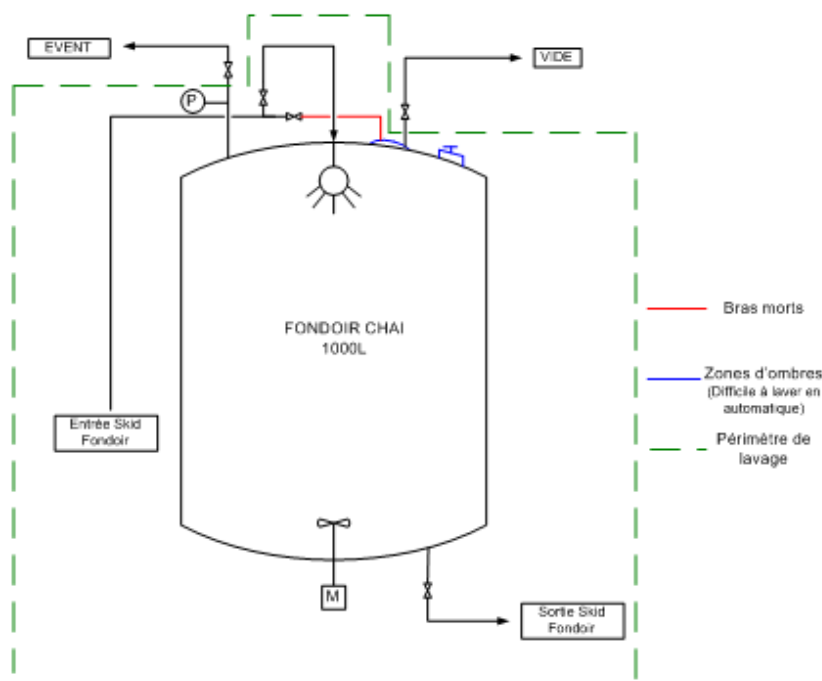 EVENT
VIDE
P
FONDOIR CHAI
1000L
Bras morts
Zones d'ombres
(Difficile à laver en
automatique)
Entrée Skid
Fondoir
Périmètre de
lavage
M
Sortie Skid
Fondoir